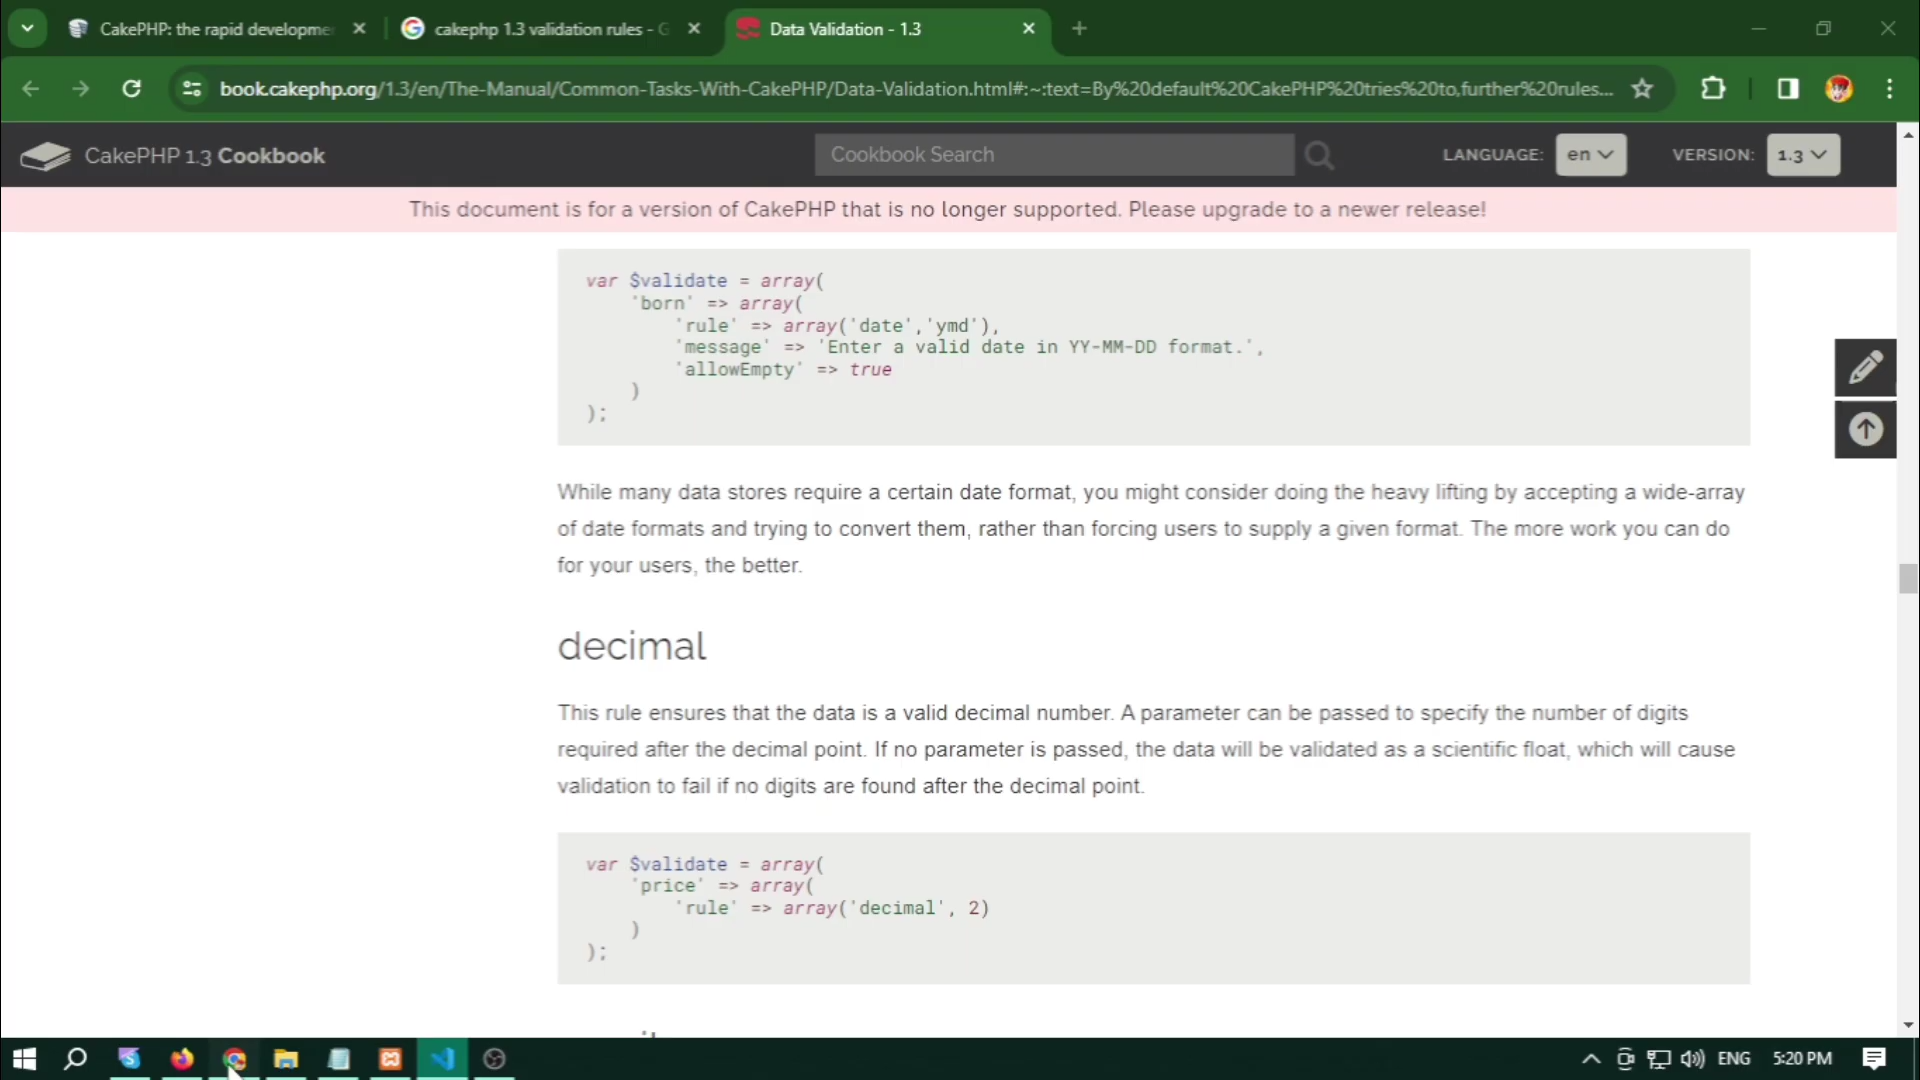 CakePHP: the rapid developme
cakephp 1.3 validation rules - G
Data Validation - 1.3
book.cakephp.org/1.3/en/The-Manual/Common-Tasks-With-CakePHP/Data-Validation.html#:~:text=By%20default%20CakePHP%20tries%20to,further%20rules...
CakePHP 1.3 Cookbook
Cookbook Search
LANGUAGE: en
VERSION: 1.3
This document is for a version of CakePHP that is no longer supported. Please upgrade to a newer release!
var $validate = array(
'born' => array(
'rule' => array('date','ymd'),
'message' => 'Enter a valid date in YY-MM-DD format.',
'allowEmpty' => true
)
);
While many data stores require a certain date format, you might consider doing the heavy lifting by accepting a wide-array
of date formats and trying to convert them, rather than forcing users to supply a given format. The more work you can do
for your users, the better.
decimal
This rule ensures that the data is a valid decimal number. A parameter can be passed to specify the number of digits
required after the decimal point. If no parameter is passed, the data will be validated as a scientific float, which will cause
validation to fail if no digits are found after the decimal point.
var $validate = array(
'price' => array(
'rule' => array('decimal', 2)
)
);
ENG
5:20 PM